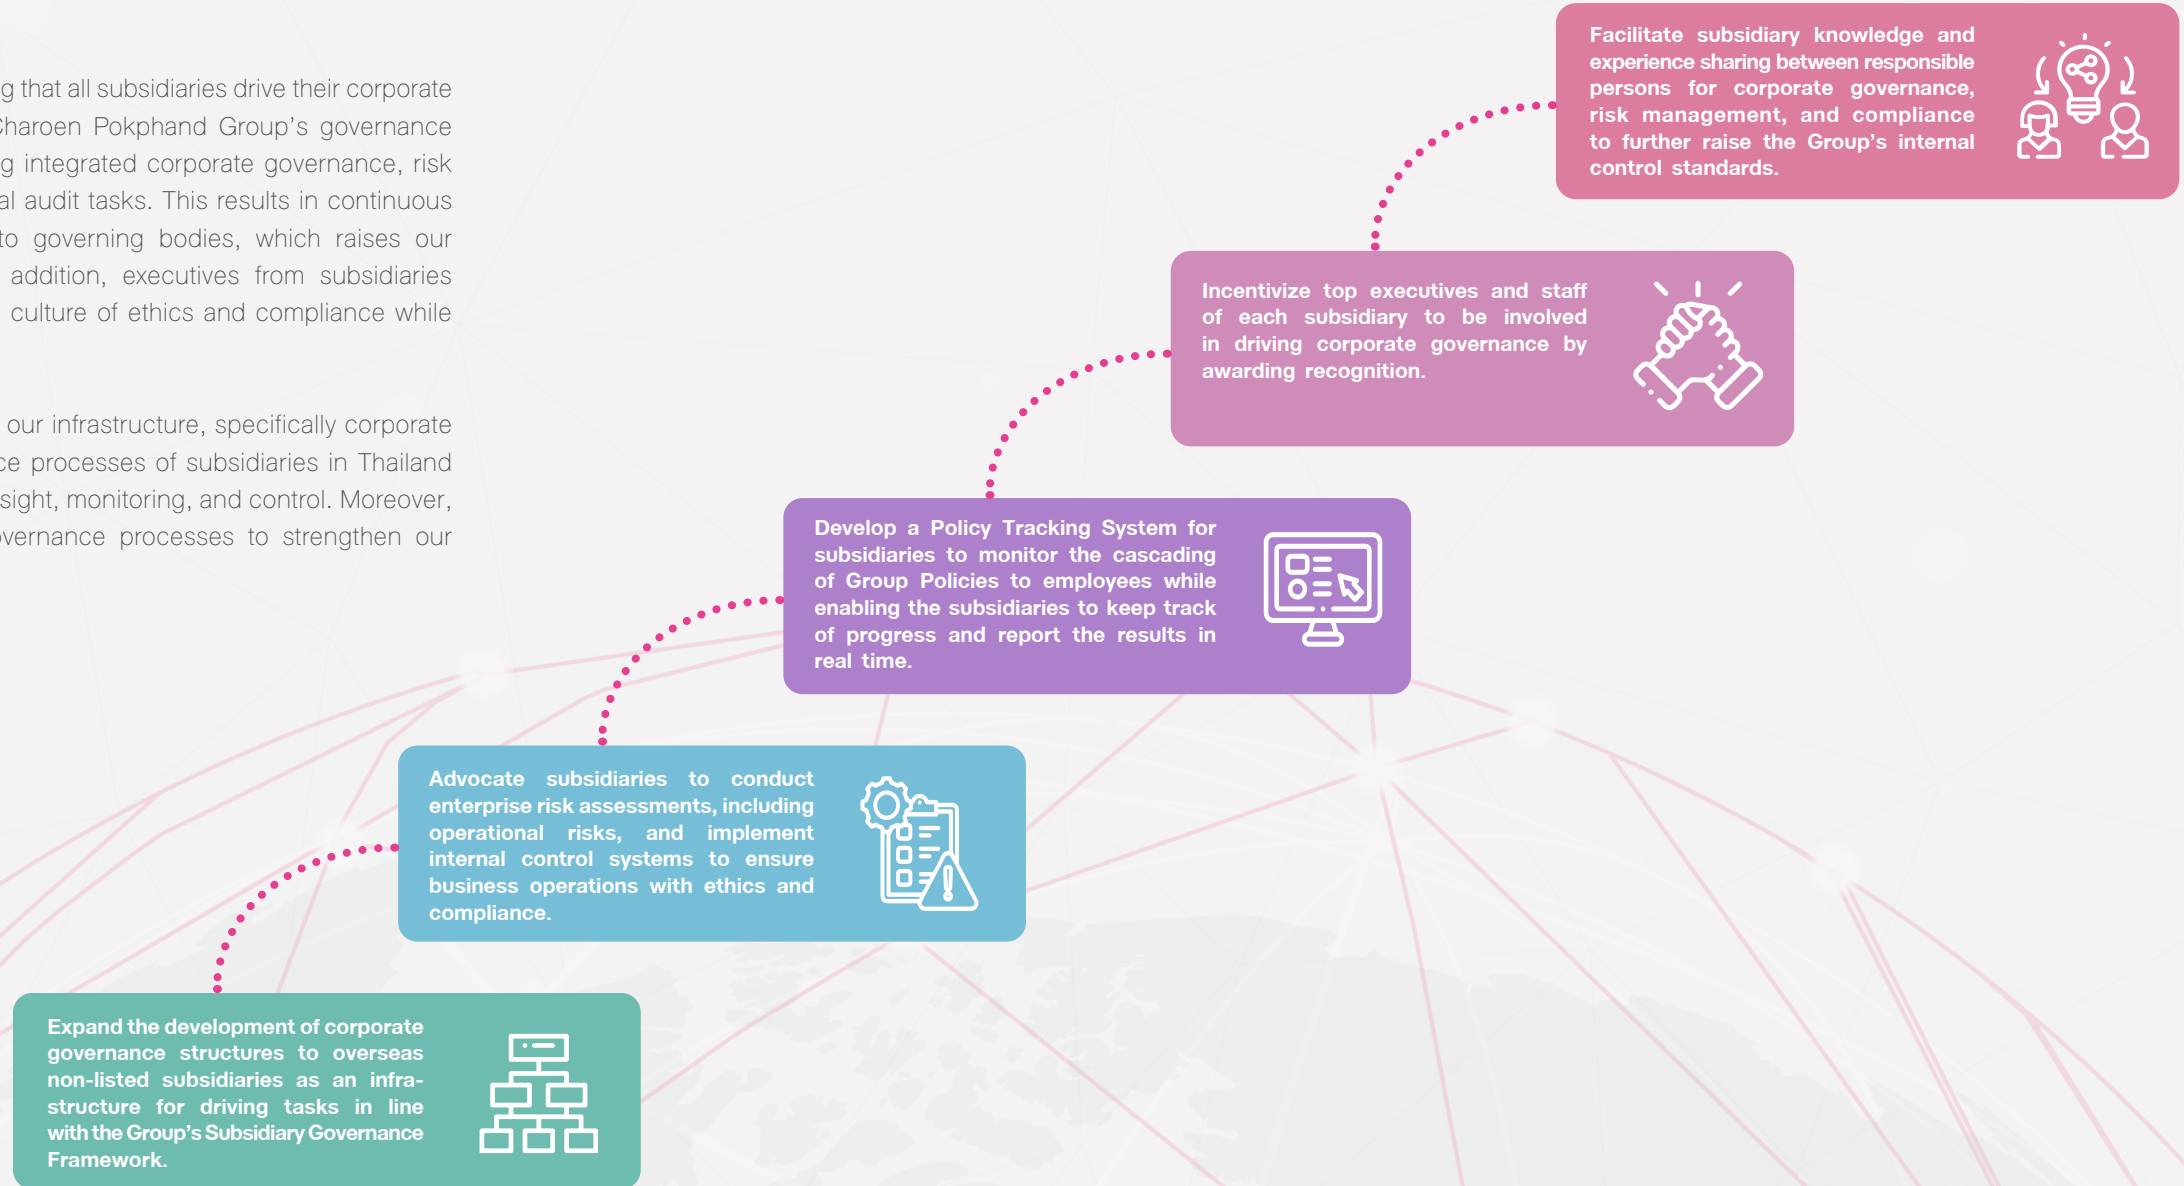 g that all subsidiaries drive their corporate
Charoen Pokphand Group's governance
g integrated corporate governance, risk
al audit tasks. This results in continuous
to governing bodies, which raises our
addition, executives from subsidiaries
culture of ethics and compliance while
our infrastructure, specifically corporate
ce processes of subsidiaries in Thailand
sight, monitoring, and control. Moreover,
overnance processes to strengthen our
Facilitate subsidiary knowledge and
experience sharing between responsible
persons for corporate governance,
risk management, and compliance
to further raise the Group's internal
control standards.
Incentivize top executives and staff
of each subsidiary to be involved
in driving corporate governance by
awarding recognition.
Develop a Policy Tracking System for
subsidiaries to monitor the cascading
of Group Policies to employees while
enabling the subsidiaries to keep track
of progress and report the results in
real time.
Advocate subsidiaries to conduct
enterprise risk assessments, including
operational risks, and implement
internal control systems to ensure
business operations with ethics and
compliance.
Expand the development of corporate
governance structures to overseas
non-listed subsidiaries as an infra-
structure for driving tasks in line
with the Group's Subsidiary Governance
Framework.